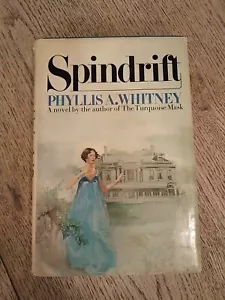 Spindrift
PHYLLIS A. WHITNEY
A novel by the author of The Turquoise Mask